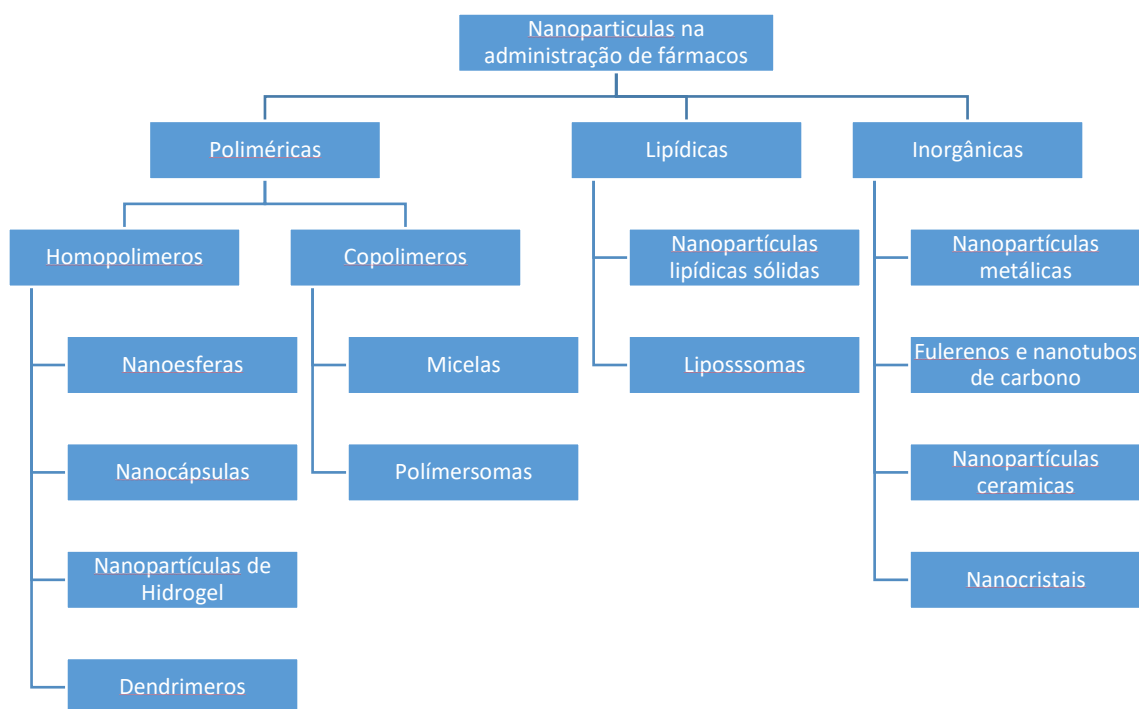 Nanoparticulas na
administração de fármacos
Poliméricas
Lipídicas
Inorgânicas
Homopolimeros
Copolimeros
Nanopartículas
lipídicas sólidas
Nanopartículas
metálicas
Nanoesferas
Micelas
Liposssomas
Fulerenos e nanotubos
de carbono
Nanocápsulas
Polímersomas
Nanopartículas
ceramicas
Nanopartículas de
Hidrogel
Nanocristais
Dendrimeros